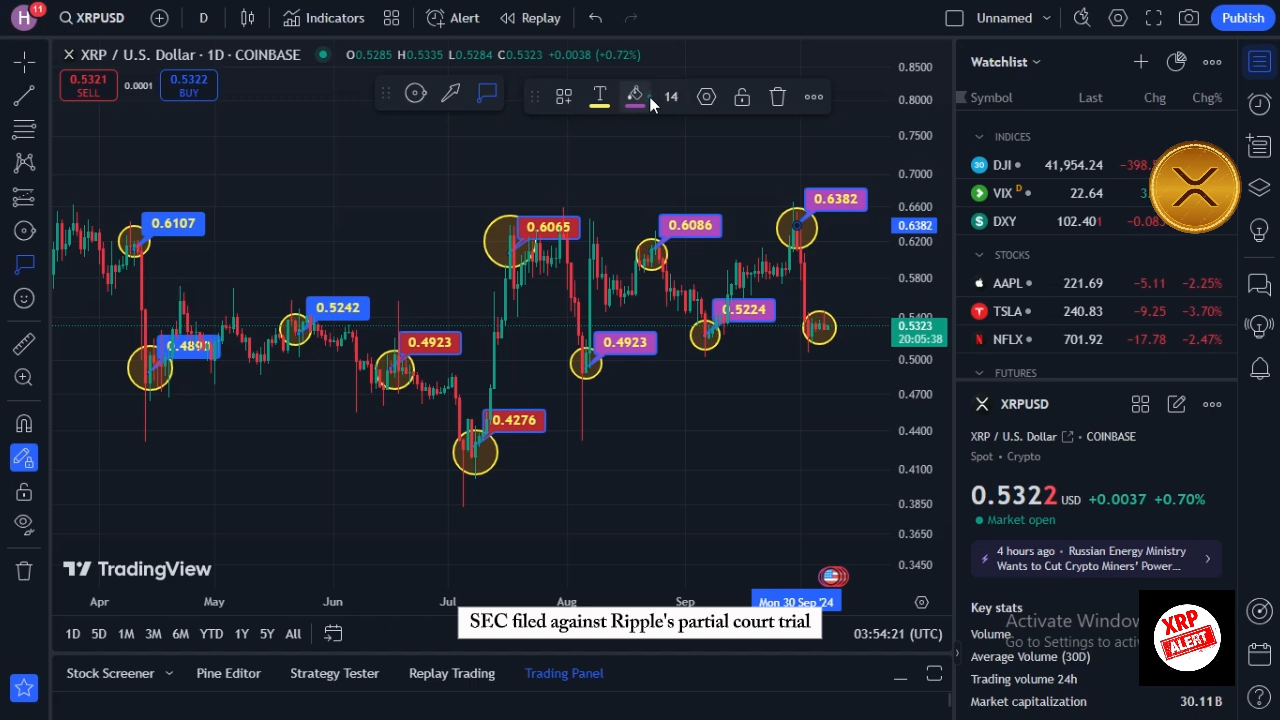 H 11 XRPUSD D Indicators Alert Replay Unnamed Publish
XRP / U.S. Dollar · 1D · COINBASE O0.5285 H0.5335 L0.5284 C0.5323 +0.0038 (+0.72%)
0.5321 SELL 0.0001 0.5322 BUY
14
0.6107
0.4898
0.5242
0.4923
0.4276
0.6065
0.4923
0.6086
0.5224
0.6382
0.8500
0.8000
0.7500
0.7000
0.6600
0.6382
0.6200
0.5800
0.5400
0.5323
20:05:38
0.5000
0.4700
0.4400
0.4100
0.3850
0.3650
0.3450
TradingView
Apr May Jun Jul Aug Sep Mon 30 Sep '24
SEC filed against Ripple's partial court trial
1D 5D 1M 3M 6M YTD 1Y 5Y All 03:54:21 (UTC)
Stock Screener Pine Editor Strategy Tester Replay Trading Trading Panel
Watchlist
Symbol Last Chg Chg%
INDICES
30 DJI 41,954.24 −398.
VIX D 22.64 3.
$ DXY 102.401 −0.08
STOCKS
AAPL 221.69 −5.11 −2.25%
TSLA 240.83 −9.25 −3.70%
NFLX 701.92 −17.78 −2.47%
FUTURES
XRPUSD
XRP / U.S. Dollar • COINBASE
Spot • Crypto
0.5322 USD +0.0037 +0.70%
Market open
4 hours ago • Russian Energy Ministry
Wants to Cut Crypto Miners' Power...
Key stats
Activate Window
Volume
Go to Settings to acti
Average Volume (30D)
Trading volume 24h
Market capitalization 30.11B
XRP
ALERT